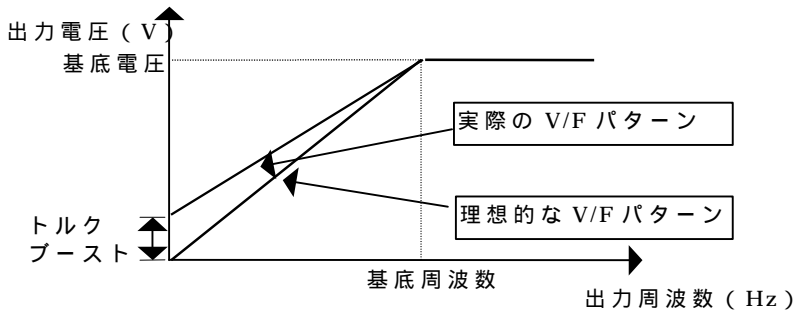 出力電圧(V)
基底電圧
実際の V/F パターン
理想的な V/F パターン
トルク
ブースト
基底周波数
出力周波数(Hz)